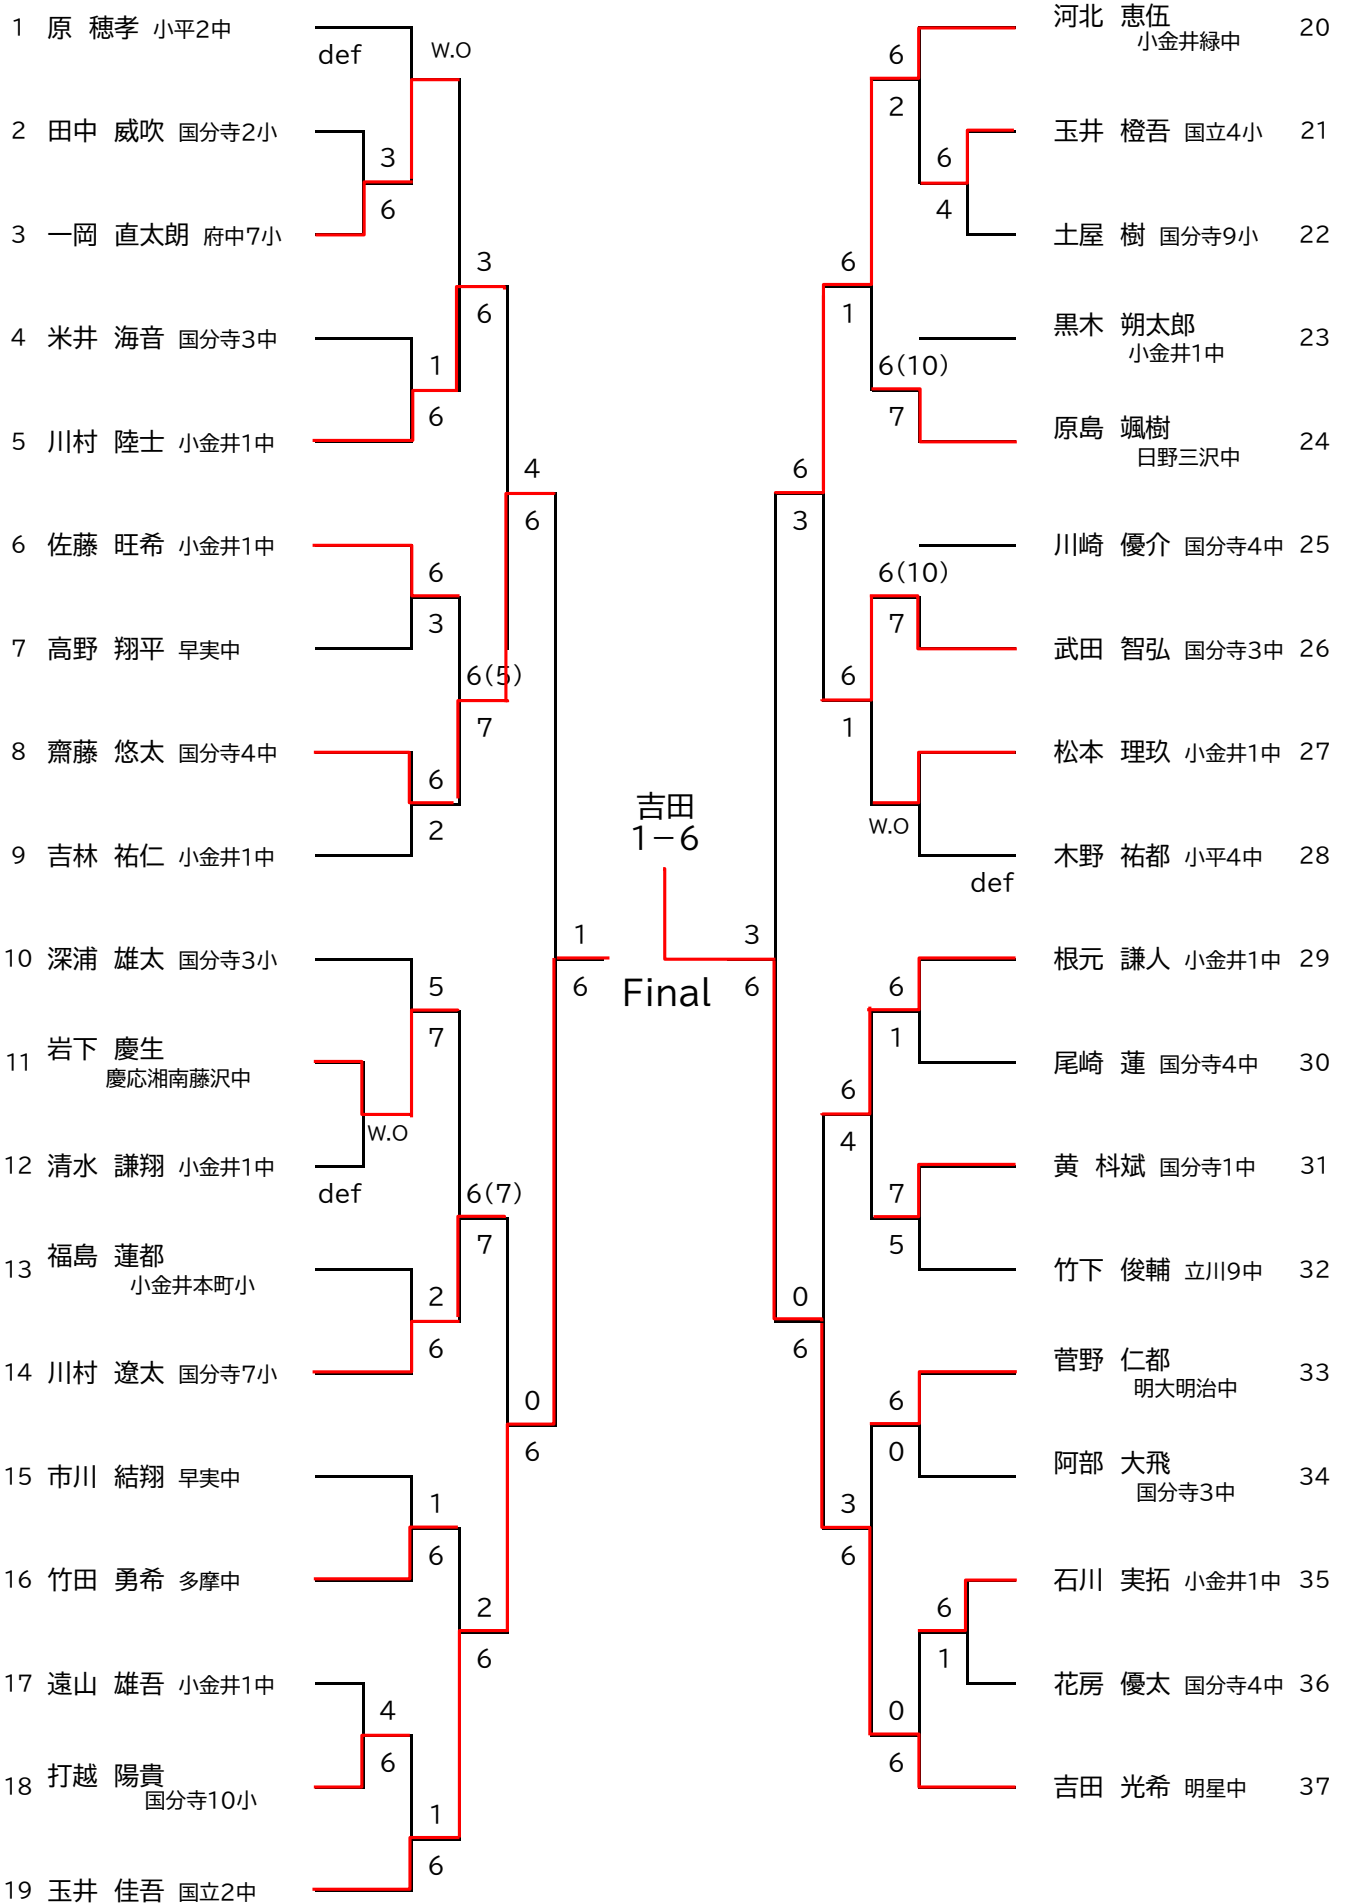 1 原 穂孝 小平2中
def
W.O
2 田中 威吹 国分寺2小
3
6
3 一岡 直太朗 府中7小
3
6
4 米井 海音 国分寺3中
1
6
5 川村 陸士 小金井1中
4
6
6 佐藤 旺希 小金井1中
6
3
7 高野 翔平 早実中
6(5)
7
8 齋藤 悠太 国分寺4中
6
2
9 吉林 祐仁 小金井1中
1
6
10 深浦 雄太 国分寺3小
5
7
11 岩下 慶生
慶応湘南藤沢中
W.O
12 清水 謙翔 小金井1中
def
6(7)
7
13 福島 蓮都
小金井本町小
2
6
14 川村 遼太 国分寺7小
0
6
15 市川 結翔 早実中
1
6
16 竹田 勇希 多摩中
2
6
17 遠山 雄吾 小金井1中
4
6
18 打越 陽貴
国分寺10小
1
6
19 玉井 佳吾 国立2中
吉田
1-6
Final
河北 恵伍
小金井緑中 20
6
2
玉井 橙吾 国立4小 21
6
4
土屋 樹 国分寺9小 22
6
1
黒木 朔太郎
小金井1中 23
6(10)
7
原島 颯樹
日野三沢中 24
6
3
川崎 優介 国分寺4中 25
6(10)
7
武田 智弘 国分寺3中 26
6
1
松本 理玖 小金井1中 27
W.O
木野 祐都 小平4中 28
def
3
6
根元 謙人 小金井1中 29
6
1
尾崎 蓮 国分寺4中 30
6
4
黄 枓斌 国分寺1中 31
7
5
竹下 俊輔 立川9中 32
0
6
菅野 仁都
明大明治中 33
6
0
阿部 大飛
国分寺3中 34
3
6
石川 実拓 小金井1中 35
6
1
花房 優太 国分寺4中 36
0
6
吉田 光希 明星中 37